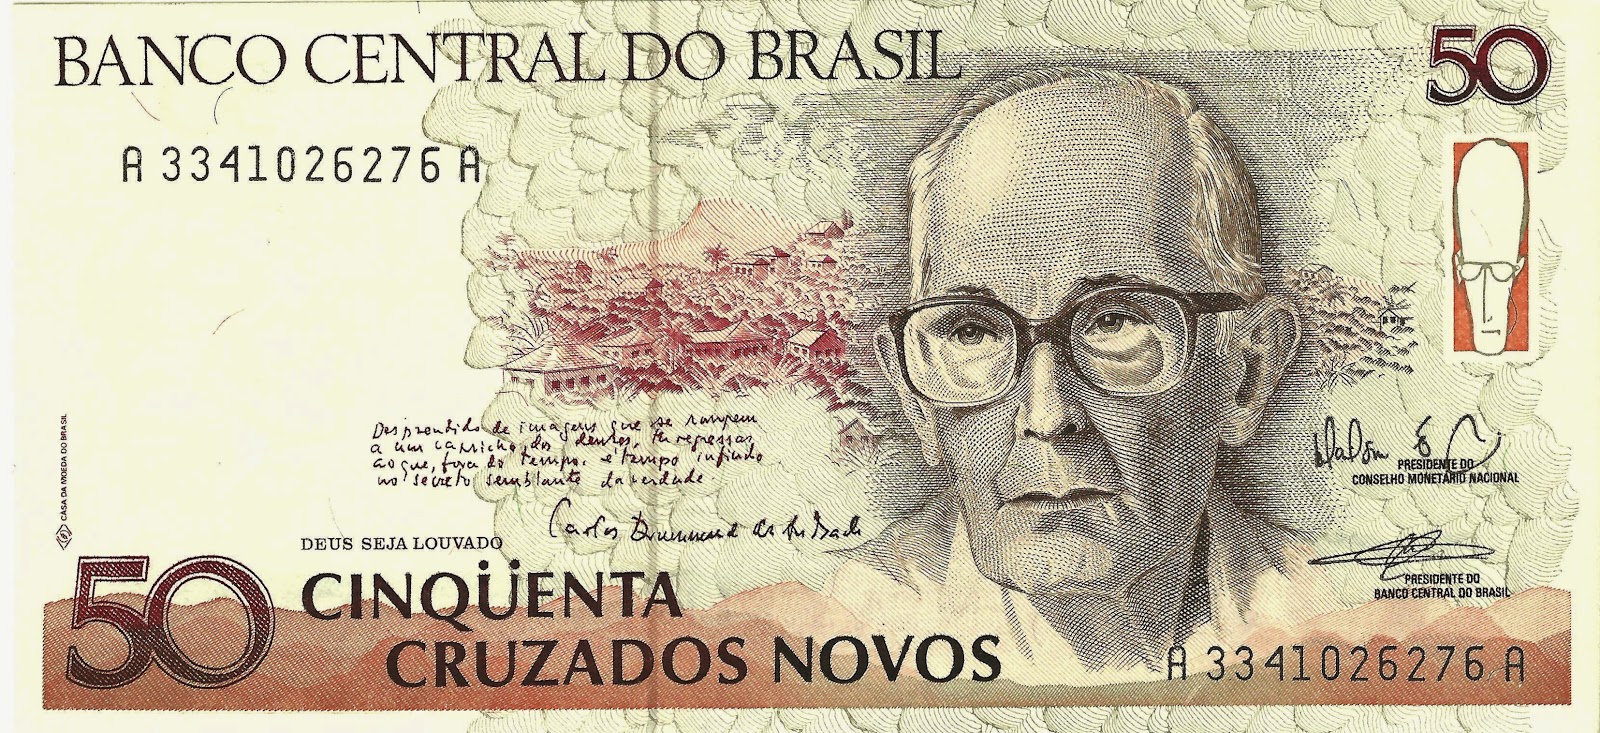 BANCO CENTRAL DO BRASIL
50
A 3341026276 A
Desprendido de imagens que se rompem
a um capricho dos deuses, tu regressas
ao que, fora do tempo, é tempo infindo
no secreto semblante da verdade
Carlos Drummond de Andrade
PRESIDENTE DO
CONSELHO MONETÁRIO NACIONAL
CASA DA MOEDA DO BRASIL
DEUS SEJA LOUVADO
PRESIDENTE DO
BANCO CENTRAL DO BRASIL
50
CINQÜENTA
CRUZADOS NOVOS
A 3341026276 A